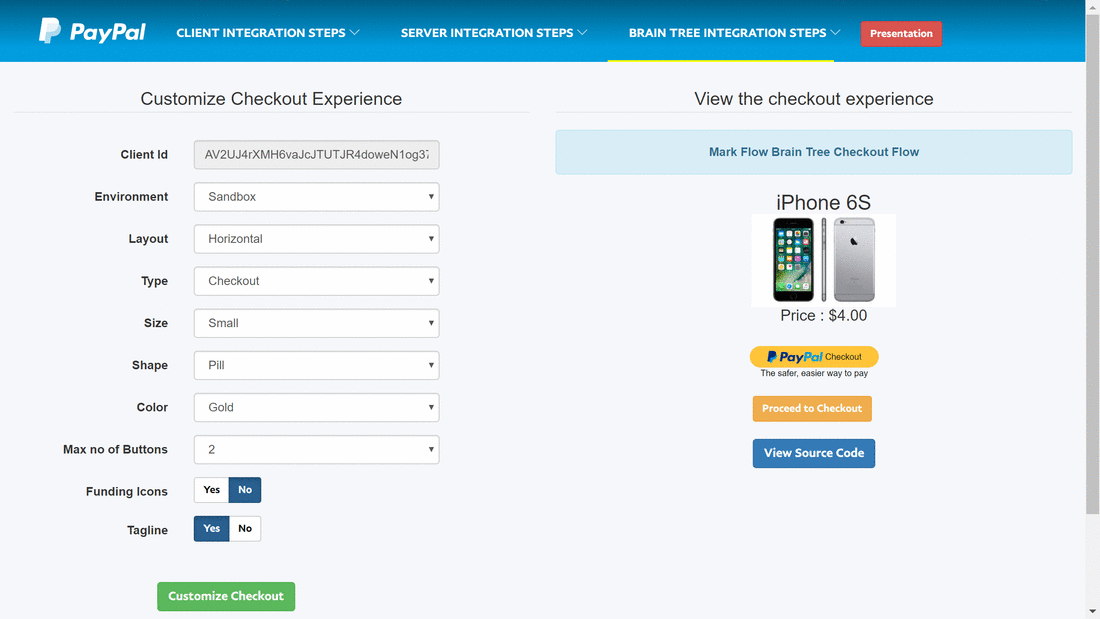 PayPal
CLIENT INTEGRATION STEPS
SERVER INTEGRATION STEPS
BRAIN TREE INTEGRATION STEPS
Presentation
Customize Checkout Experience
Client Id
AV2UJ4rXMH6vaJcJTUTJR4doweN1og37
Environment
Sandbox
Layout
Horizontal
Type
Checkout
Size
Small
Shape
Pill
Color
Gold
Max no of Buttons
2
Funding Icons
Yes No
Tagline
Yes No
Customize Checkout
View the checkout experience
Mark Flow Brain Tree Checkout Flow
iPhone 6S
Price : $4.00
PayPal Checkout
The safer, easier way to pay
Proceed to Checkout
View Source Code